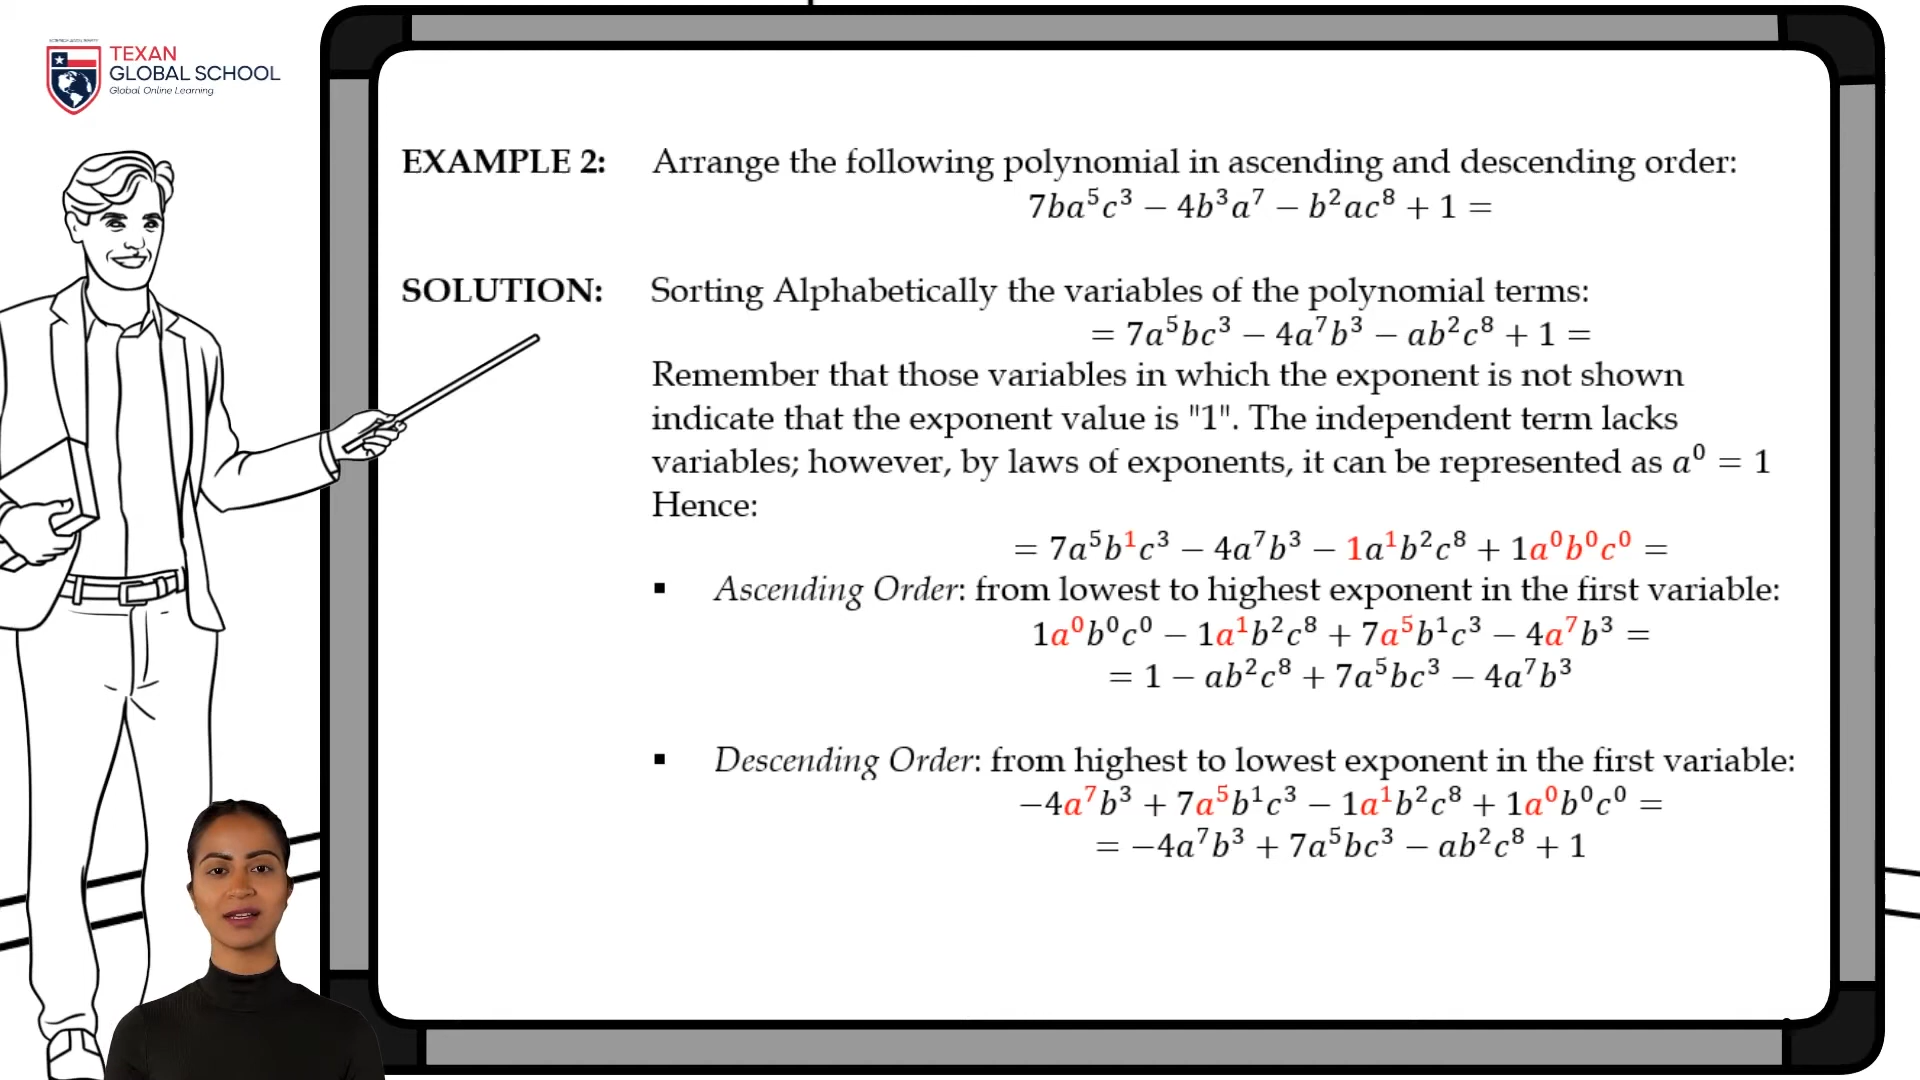 TEXAN
GLOBAL SCHOOL
Global Online Learning
EXAMPLE 2: Arrange the following polynomial in ascending and descending order:
7ba⁵c³ − 4b³a⁷ − b²ac⁸ + 1 =
SOLUTION: Sorting Alphabetically the variables of the polynomial terms:
= 7a⁵bc³ − 4a⁷b³ − ab²c⁸ + 1 =
Remember that those variables in which the exponent is not shown
indicate that the exponent value is "1". The independent term lacks
variables; however, by laws of exponents, it can be represented as a⁰ = 1
Hence:
= 7a⁵b¹c³ − 4a⁷b³ − 1a¹b²c⁸ + 1a⁰b⁰c⁰ =
▪ Ascending Order: from lowest to highest exponent in the first variable:
1a⁰b⁰c⁰ − 1a¹b²c⁸ + 7a⁵b¹c³ − 4a⁷b³ =
= 1 − ab²c⁸ + 7a⁵bc³ − 4a⁷b³
▪ Descending Order: from highest to lowest exponent in the first variable:
−4a⁷b³ + 7a⁵b¹c³ − 1a¹b²c⁸ + 1a⁰b⁰c⁰ =
= −4a⁷b³ + 7a⁵bc³ − ab²c⁸ + 1